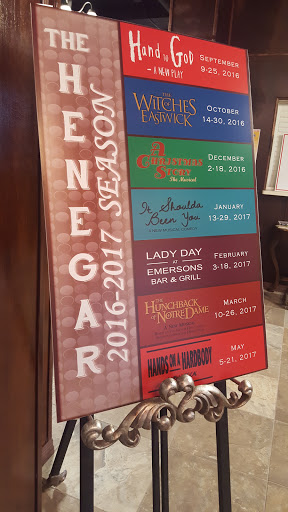 THE
HENEGAR
2016-2017 SEASON
Hand to God
- A NEW PLAY
SEPTEMBER
9-25, 2016
THE
WITCHES
OF
EASTWICK
OCTOBER
14-30, 2016
A
CHRISTMAS
STORY
The Musical
DECEMBER
2-18, 2016
It Shoulda
Been You
JANUARY
13-29, 2017
LADY DAY
AT
EMERSONS
BAR & GRILL
FEBRUARY
3-18, 2017
THE
HUNCHBACK
OF NOTRE DAME
MARCH
10-26, 2017
HANDS ON A HARDBODY
MAY
5-21, 2017